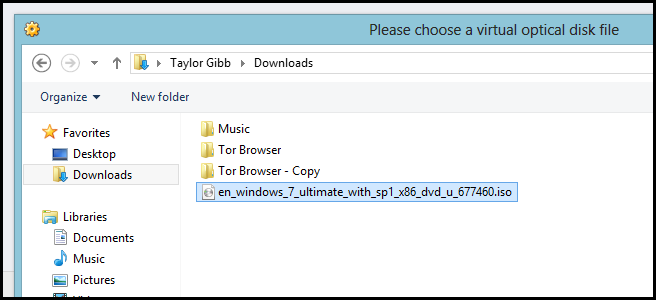 Please choose a virtual optical disk file
Taylor Gibb Downloads
Organize New folder
Favorites
Desktop
Downloads
Libraries
Documents
Music
Pictures
Music
Tor Browser
Tor Browser - Copy
en_windows_7_ultimate_with_sp1_x86_dvd_u_677460.iso